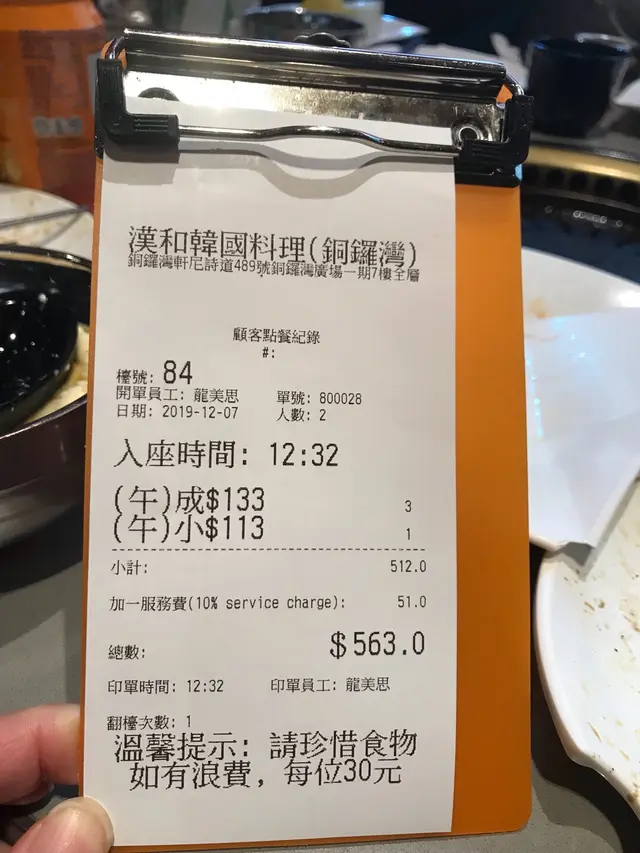 漢和韓國料理(銅鑼灣)
銅鑼灣軒尼詩道489號銅鑼灣廣場一期7樓全層
顧客點餐紀錄
#:
檯號: 84
開單員工: 龍美思 單號: 800028
日期: 2019-12-07 人數: 2
入座時間: 12:32
(午)成$133 3
(午)小$113 1
小計: 512.0
加一服務費(10% service charge): 51.0
總數: $563.0
印單時間: 12:32 印單員工: 龍美思
翻檯次數: 1
溫馨提示: 請珍惜食物
如有浪費, 每位30元